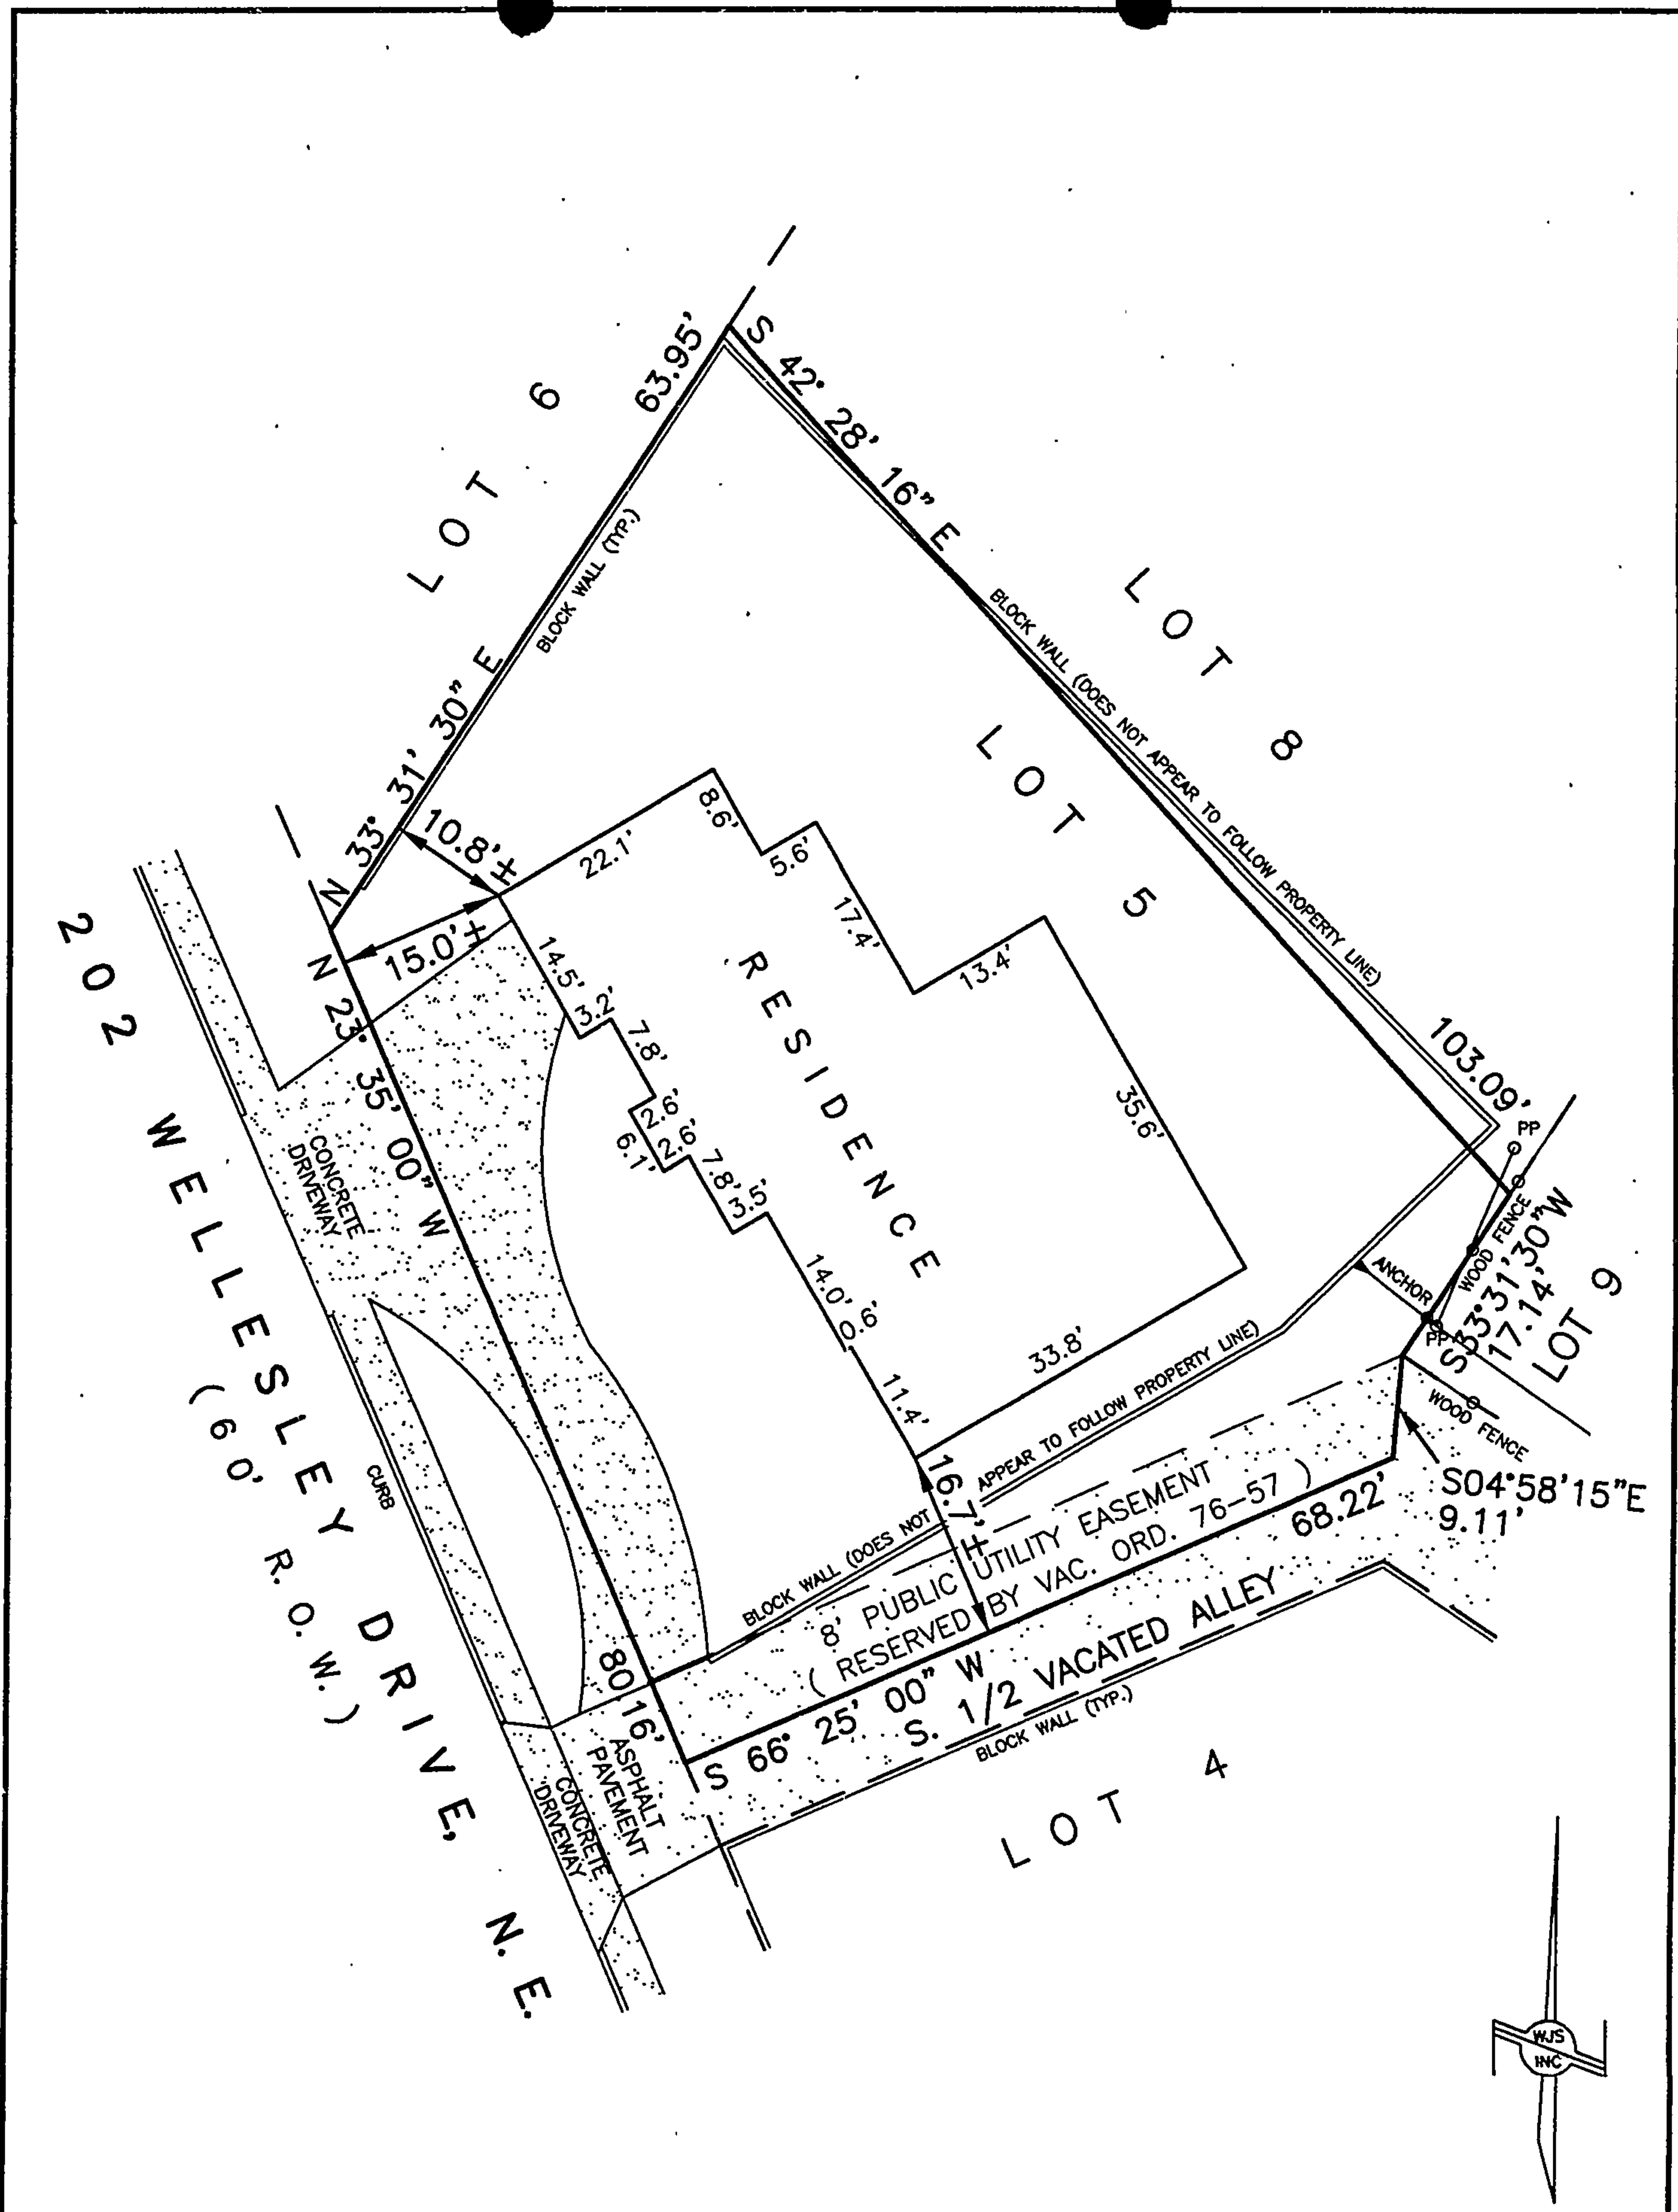 LOT 6
63.95'
N 33° 31' 30" E
BLOCK WALL (TYP.)
S 42° 28' 16" E
103.09'
BLOCK WALL (DOES NOT APPEAR TO FOLLOW PROPERTY LINE)
LOT 8
LOT 5
10.8'±
15.0'±
22.1'
8.6'
5.6'
17.4'
13.4'
35.6'
33.8'
14.5'
3.2'
7.8'
2.6'
6.1'
2.6'
7.8'
3.5'
14.0'
0.6'
11.4'
RESIDENCE
N 23° 35' 00" W
80.16'
CONCRETE
DRIVEWAY
202 WELLESLEY DRIVE, N.E.
(60' R.O.W.)
CURB
PP
WOOD FENCE
S33°31'30"W
17.14'
LOT 9
ANCHOR
PP
WOOD FENCE
S04°58'15"E
9.11'
16.7'±
BLOCK WALL (DOES NOT APPEAR TO FOLLOW PROPERTY LINE)
8' PUBLIC UTILITY EASEMENT
( RESERVED BY VAC. ORD. 76-57 )
S 66° 25' 00" W
68.22'
S. 1/2 VACATED ALLEY
BLOCK WALL (TYP.)
ASPHALT
PAVEMENT
CONCRETE
DRIVEWAY
LOT 4
WJS
INC